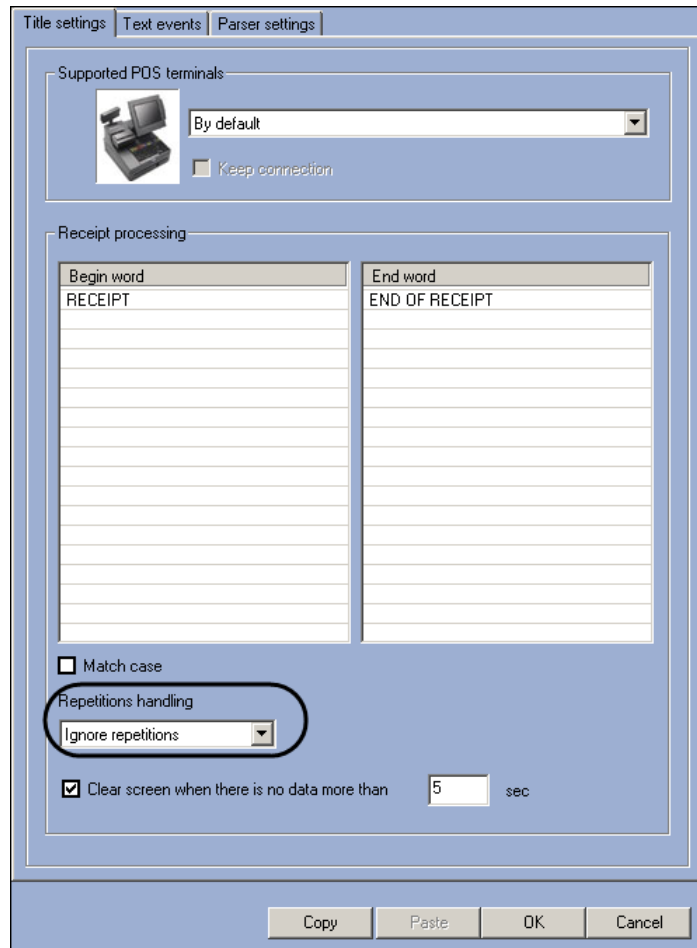 Title settings Text events Parser settings
Supported POS terminals
By default
Keep connection
Receipt processing
Begin word End word
RECEIPT END OF RECEIPT
Match case
Repetitions handling
Ignore repetitions
Clear screen when there is no data more than 5 sec
Copy Paste OK Cancel